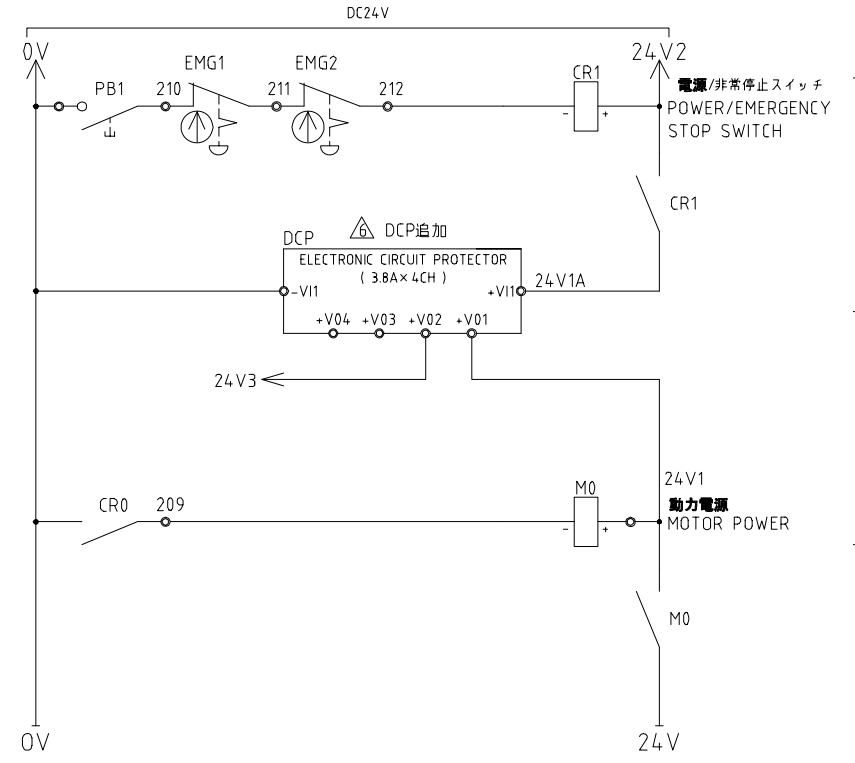 DC24V
0V
24V2
EMG1
EMG2
CR1
PB1
210
211
212
電源/非常停止スイッチ
POWER/EMERGENCY
STOP SWITCH
- +
CR1
6 DCP追加
DCP
ELECTRONIC CIRCUIT PROTECTOR
( 3.8A×4CH )
-VI1
+VI1
24V1A
+V04 +V03 +V02 +V01
24V3
24V1
M0
CR0
209
動力電源
MOTOR POWER
- +
M0
0V
24V